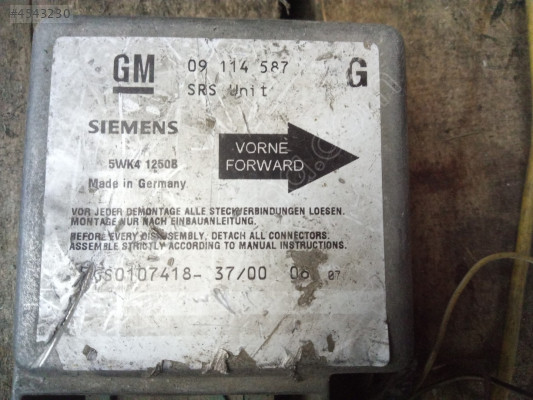 #4543230
GM
09 114 587
G
SRS Unit
SIEMENS
VORNE
FORWARD
5WK4 12508
Made in Germany
VOR JEDER DEMONTAGE ALLE STECKVERBINDUNGEN LOESEN.
MONTAGE NUR NACH EINBAUANLEITUNG.
BEFORE EVERY DISASSEMBLY, DETACH ALL CONNECTORS.
ASSEMBLE STRICTLY ACCORDING TO MANUAL INSTRUCTIONS.
GS0107418- 37/00 06 07